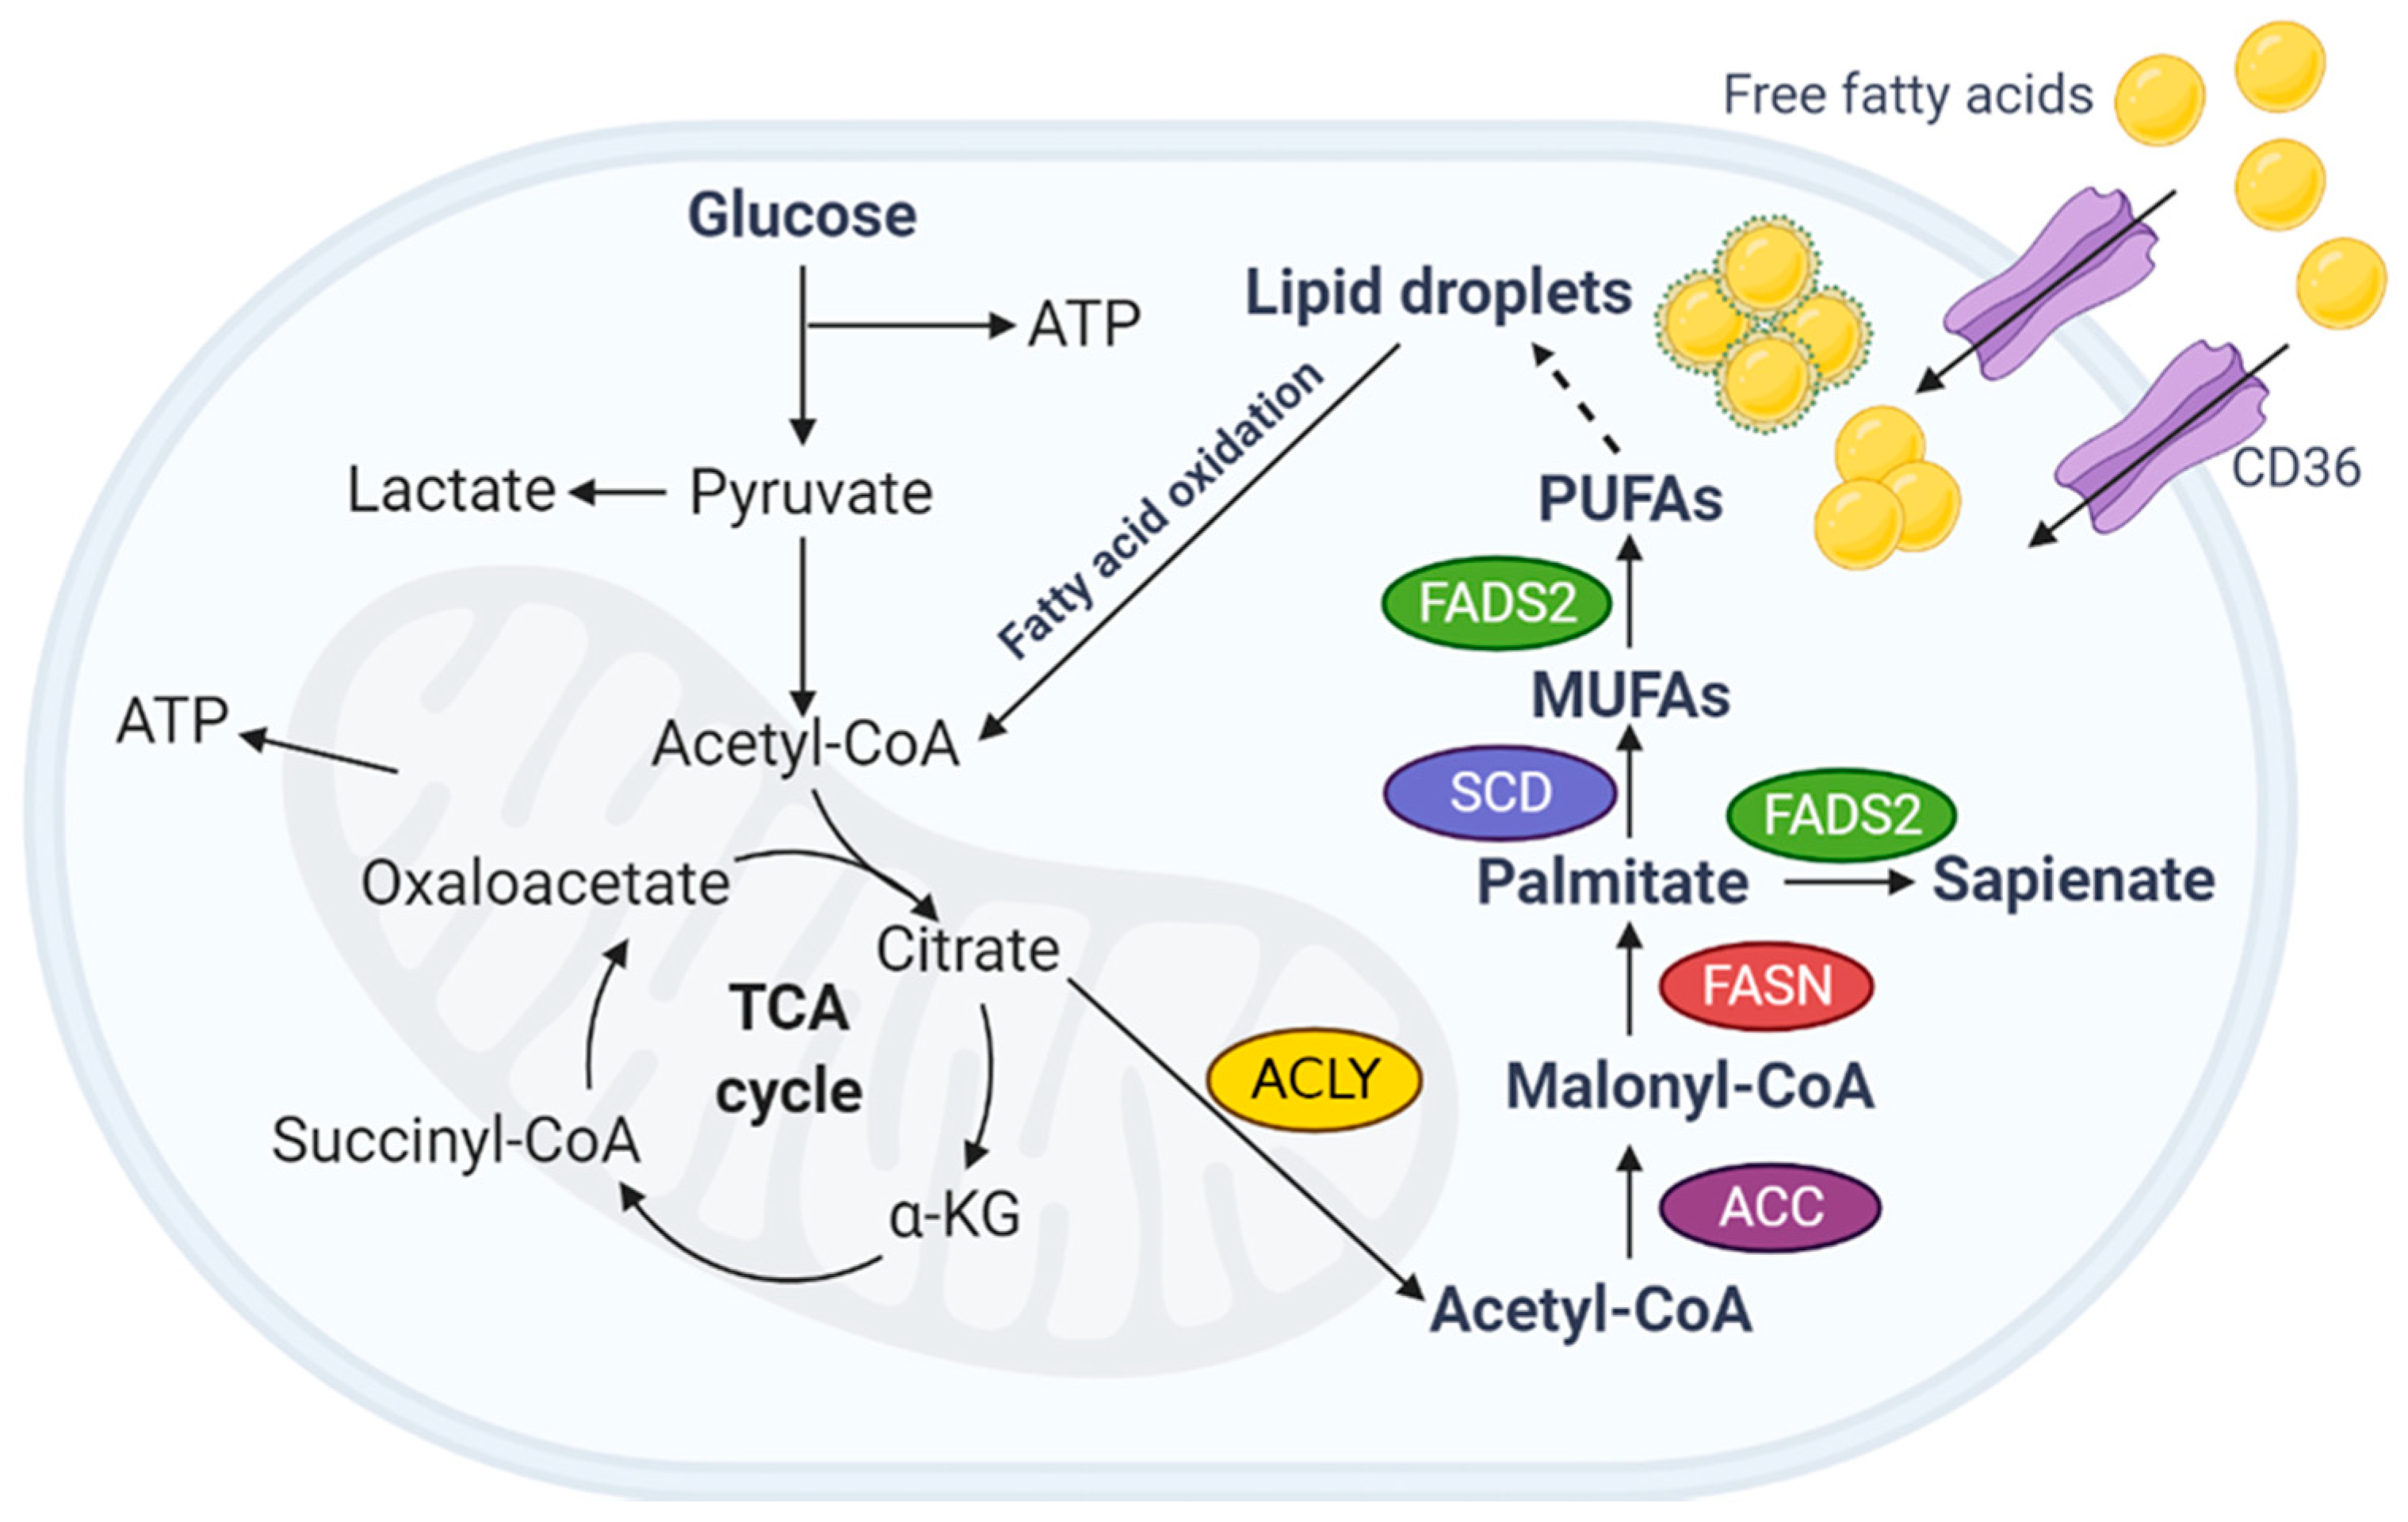 Free fatty acids
Glucose
ATP
Lipid droplets
Fatty acid oxidation
CD36
Lactate
Pyruvate
PUFAs
FADS2
MUFAs
ATP
Acetyl-CoA
SCD
FADS2
Oxaloacetate
Palmitate
Sapienate
Citrate
FASN
TCA
cycle
ACLY
Malonyl-CoA
Succinyl-CoA
α-KG
ACC
Acetyl-CoA